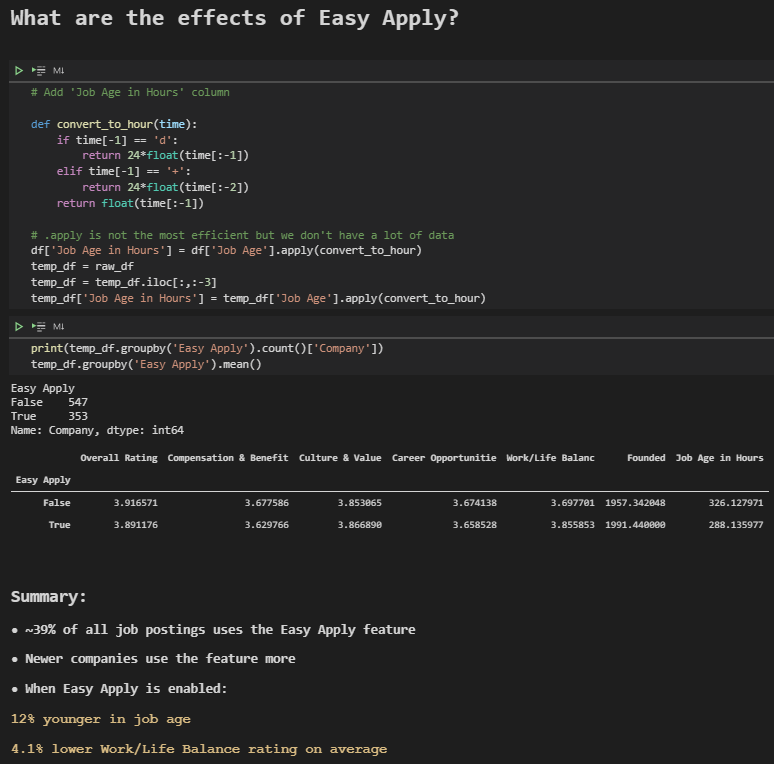 What are the effects of Easy Apply?
M↓
# Add 'Job Age in Hours' column
def convert_to_hour(time):
if time[-1] == 'd':
return 24*float(time[:-1])
elif time[-1] == '+':
return 24*float(time[:-2])
return float(time[:-1])
# .apply is not the most efficient but we don't have a lot of data
df['Job Age in Hours'] = df['Job Age'].apply(convert_to_hour)
temp_df = raw_df
temp_df = temp_df.iloc[:,:-3]
temp_df['Job Age in Hours'] = temp_df['Job Age'].apply(convert_to_hour)
M↓
print(temp_df.groupby('Easy Apply').count()['Company'])
temp_df.groupby('Easy Apply').mean()
Easy Apply
False 547
True 353
Name: Company, dtype: int64
Overall Rating Compensation & Benefit Culture & Value Career Opportunitie Work/Life Balanc Founded Job Age in Hours
Easy Apply
False 3.916571 3.677586 3.853065 3.674138 3.697701 1957.342048 326.127971
True 3.891176 3.629766 3.866890 3.658528 3.855853 1991.440000 288.135977
Summary:
• ~39% of all job postings uses the Easy Apply feature
• Newer companies use the feature more
• When Easy Apply is enabled:
12% younger in job age
4.1% lower Work/Life Balance rating on average